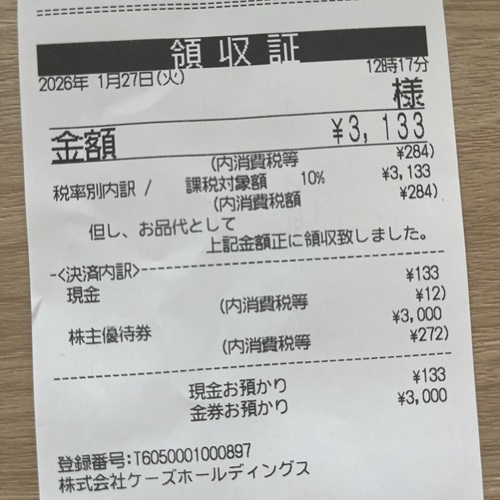 領収証
2026年 1月27日(火) 12時17分
様
金額 ¥3,133
(内消費税等 ¥284)
税率別内訳 / 課税対象額 10% ¥3,133
(内消費税額 ¥284)
但し、お品代として
上記金額正に領収致しました。
-<決済内訳>-
現金 ¥133
(内消費税等 ¥12)
株主優待券 ¥3,000
(内消費税等 ¥272)
現金お預かり ¥133
金券お預かり ¥3,000
登録番号:T6050001000897
株式会社ケーズホールディングス